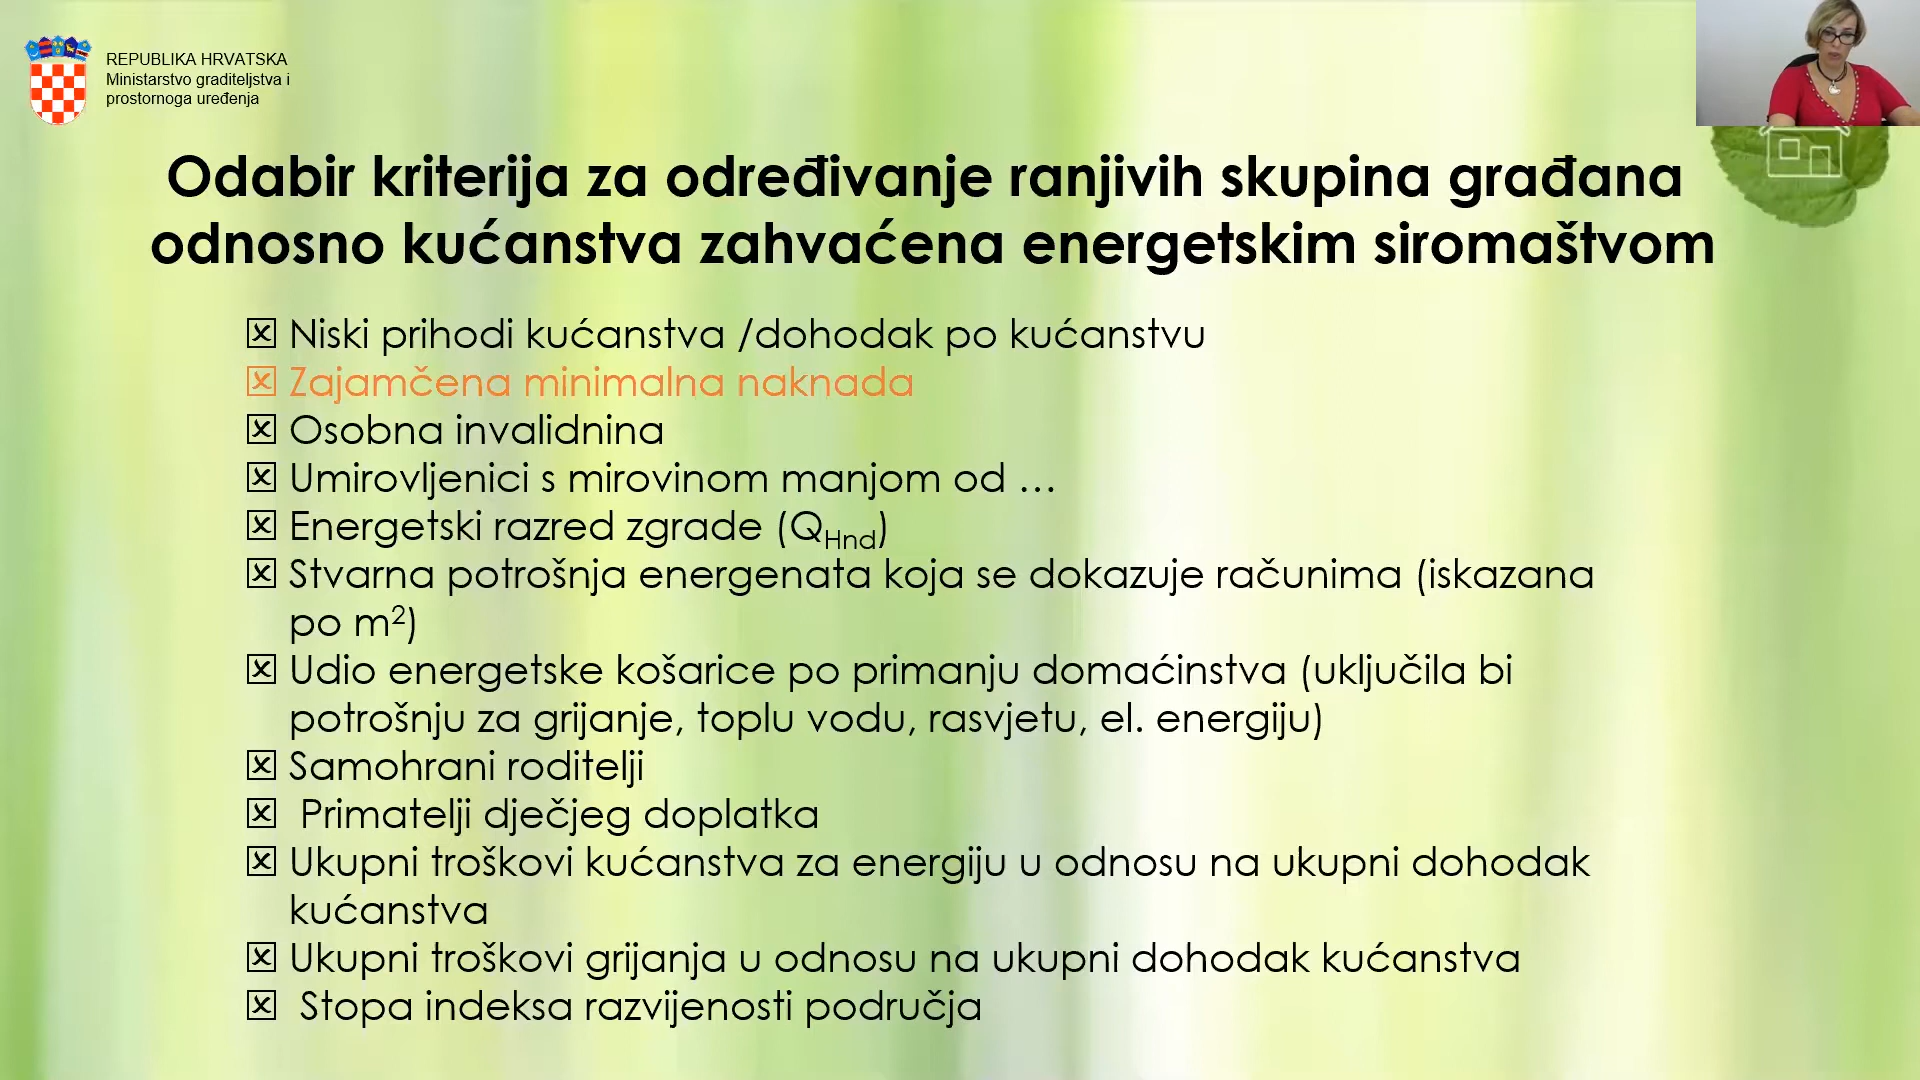 REPUBLIKA HRVATSKA
Ministarstvo graditeljstva i
prostornoga uređenja
Odabir kriterija za određivanje ranjivih skupina građana
odnosno kućanstva zahvaćena energetskim siromaštvom
☒ Niski prihodi kućanstva /dohodak po kućanstvu
☒ Zajamčena minimalna naknada
☒ Osobna invalidnina
☒ Umirovljenici s mirovinom manjom od …
☒ Energetski razred zgrade (QHnd)
☒ Stvarna potrošnja energenata koja se dokazuje računima (iskazana
po m²)
☒ Udio energetske košarice po primanju domaćinstva (uključila bi
potrošnju za grijanje, toplu vodu, rasvjetu, el. energiju)
☒ Samohrani roditelji
☒ Primatelji dječjeg doplatka
☒ Ukupni troškovi kućanstva za energiju u odnosu na ukupni dohodak
kućanstva
☒ Ukupni troškovi grijanja u odnosu na ukupni dohodak kućanstva
☒ Stopa indeksa razvijenosti područja